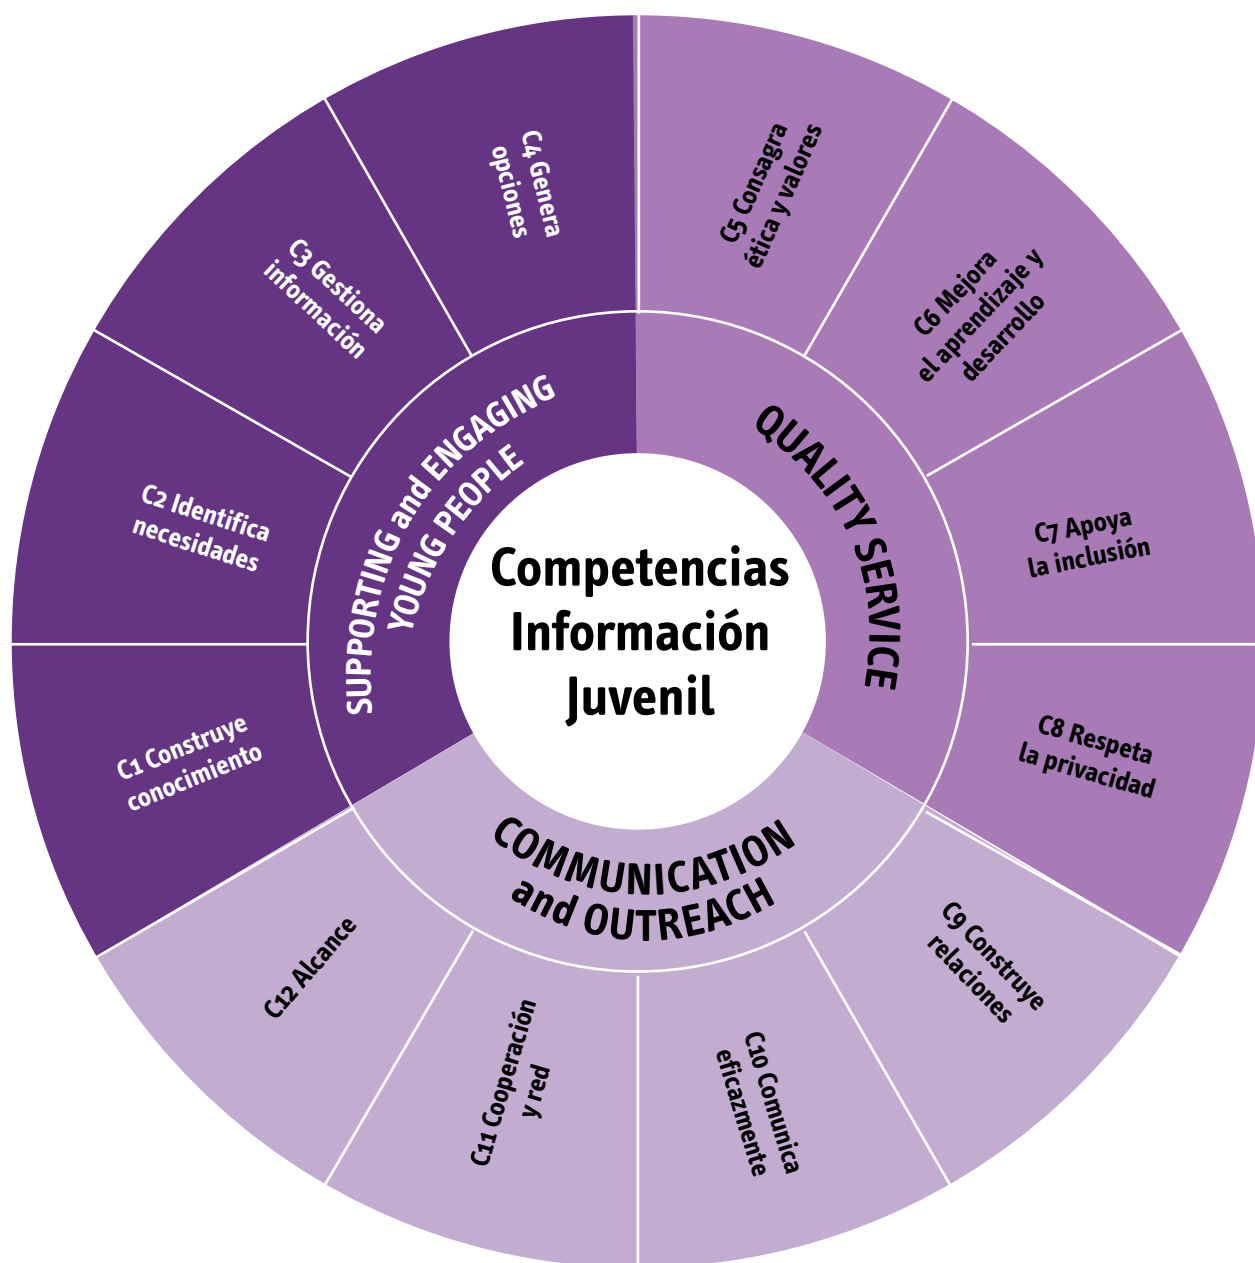 Competencias
Información
Juvenil
SUPPORTING and ENGAGING
YOUNG PEOPLE
C1 Construye
conocimiento
C2 Identifica
necesidades
C3 Gestiona
información
C4 Genera
opciones
QUALITY SERVICE
C5 Consagra
ética y valores
C6 Mejora
el aprendizaje y
desarrollo
C7 Apoya
la inclusión
C8 Respeta
la privacidad
COMMUNICATION
and OUTREACH
C9 Construye
relaciones
C10 Comunica
eficazmente
C11 Cooperación
y red
C12 Alcance